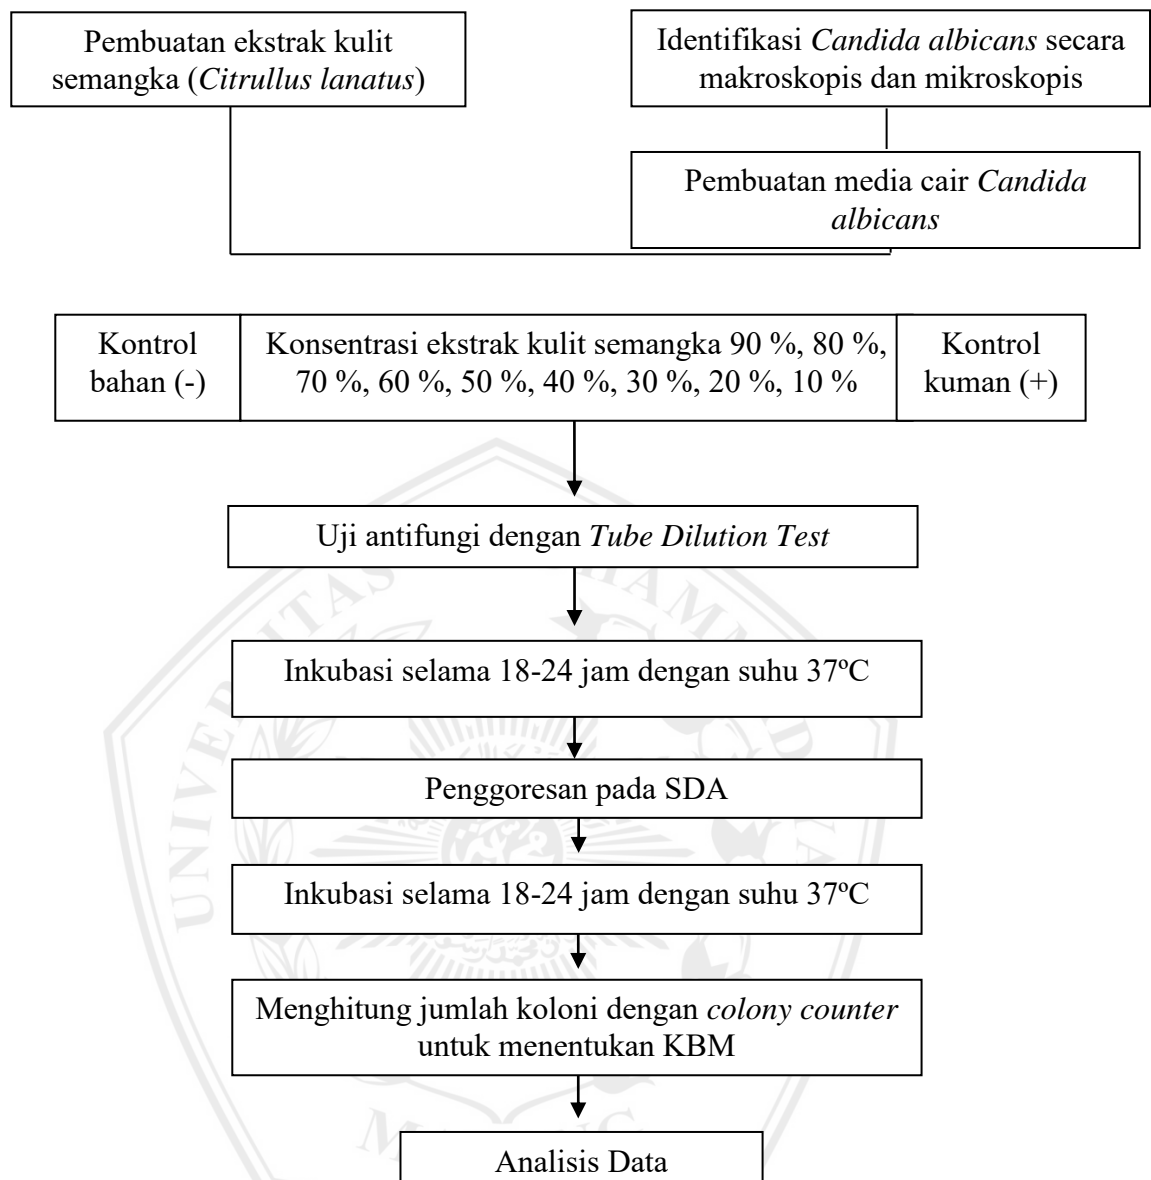 Pembuatan ekstrak kulit
semangka (Citrullus lanatus)
Identifikasi Candida albicans secara
makroskopis dan mikroskopis
Pembuatan media cair Candida
albicans
Kontrol
bahan (-)
Konsentrasi ekstrak kulit semangka 90 %, 80 %,
70 %, 60 %, 50 %, 40 %, 30 %, 20 %, 10 %
Kontrol
kuman (+)
Uji antifungi dengan Tube Dilution Test
Inkubasi selama 18-24 jam dengan suhu 37ºC
Penggoresan pada SDA
Inkubasi selama 18-24 jam dengan suhu 37ºC
Menghitung jumlah koloni dengan colony counter
untuk menentukan KBM
Analisis Data